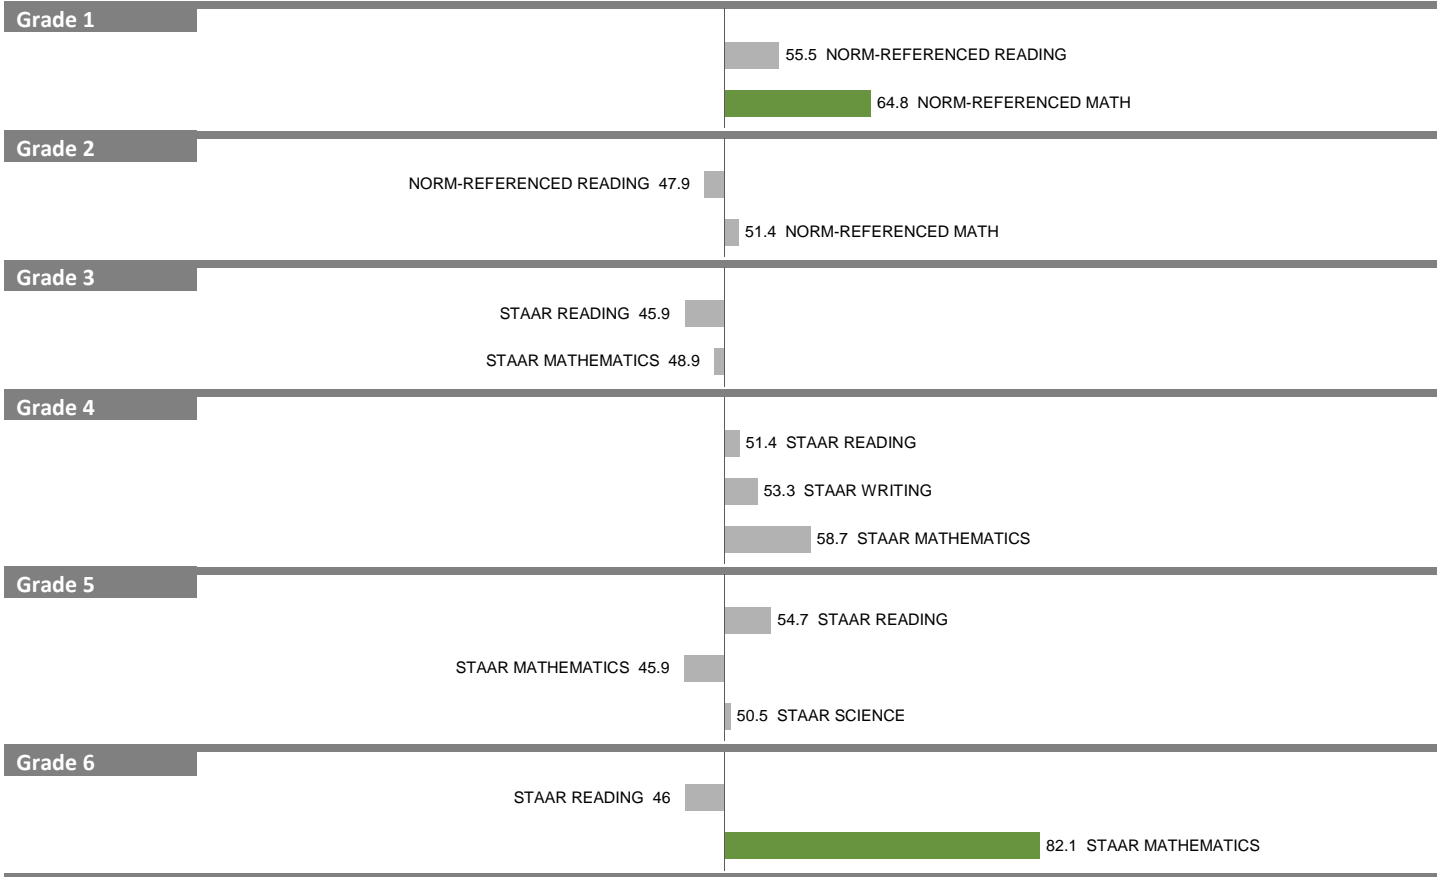 Grade 1
55.5 NORM-REFERENCED READING
64.8 NORM-REFERENCED MATH
Grade 2
NORM-REFERENCED READING 47.9
51.4 NORM-REFERENCED MATH
Grade 3
STAAR READING 45.9
STAAR MATHEMATICS 48.9
Grade 4
51.4 STAAR READING
53.3 STAAR WRITING
58.7 STAAR MATHEMATICS
Grade 5
54.7 STAAR READING
STAAR MATHEMATICS 45.9
50.5 STAAR SCIENCE
Grade 6
STAAR READING 46
82.1 STAAR MATHEMATICS